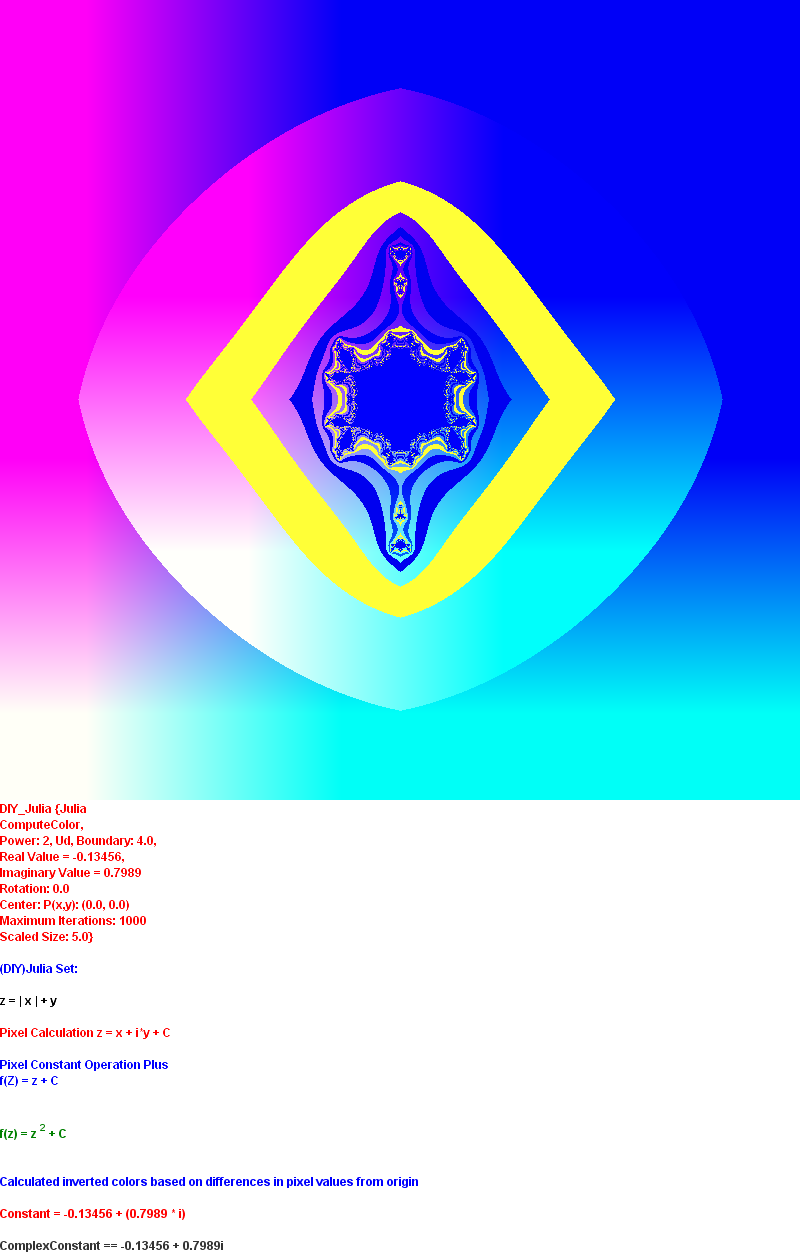 DIY_Julia {Julia
ComputeColor,
Power: 2, Ud, Boundary: 4.0,
Real Value = -0.13456,
Imaginary Value = 0.7989
Rotation: 0.0
Center: P(x,y): (0.0, 0.0)
Maximum Iterations: 1000
Scaled Size: 5.0}
(DIY)Julia Set:
z = | x | + y
Pixel Calculation z = x + i*y + C
Pixel Constant Operation Plus
f(Z) = z + C
f(z) = z 2 + C
Calculated inverted colors based on differences in pixel values from origin
Constant = -0.13456 + (0.7989 * i)
ComplexConstant == -0.13456 + 0.7989i